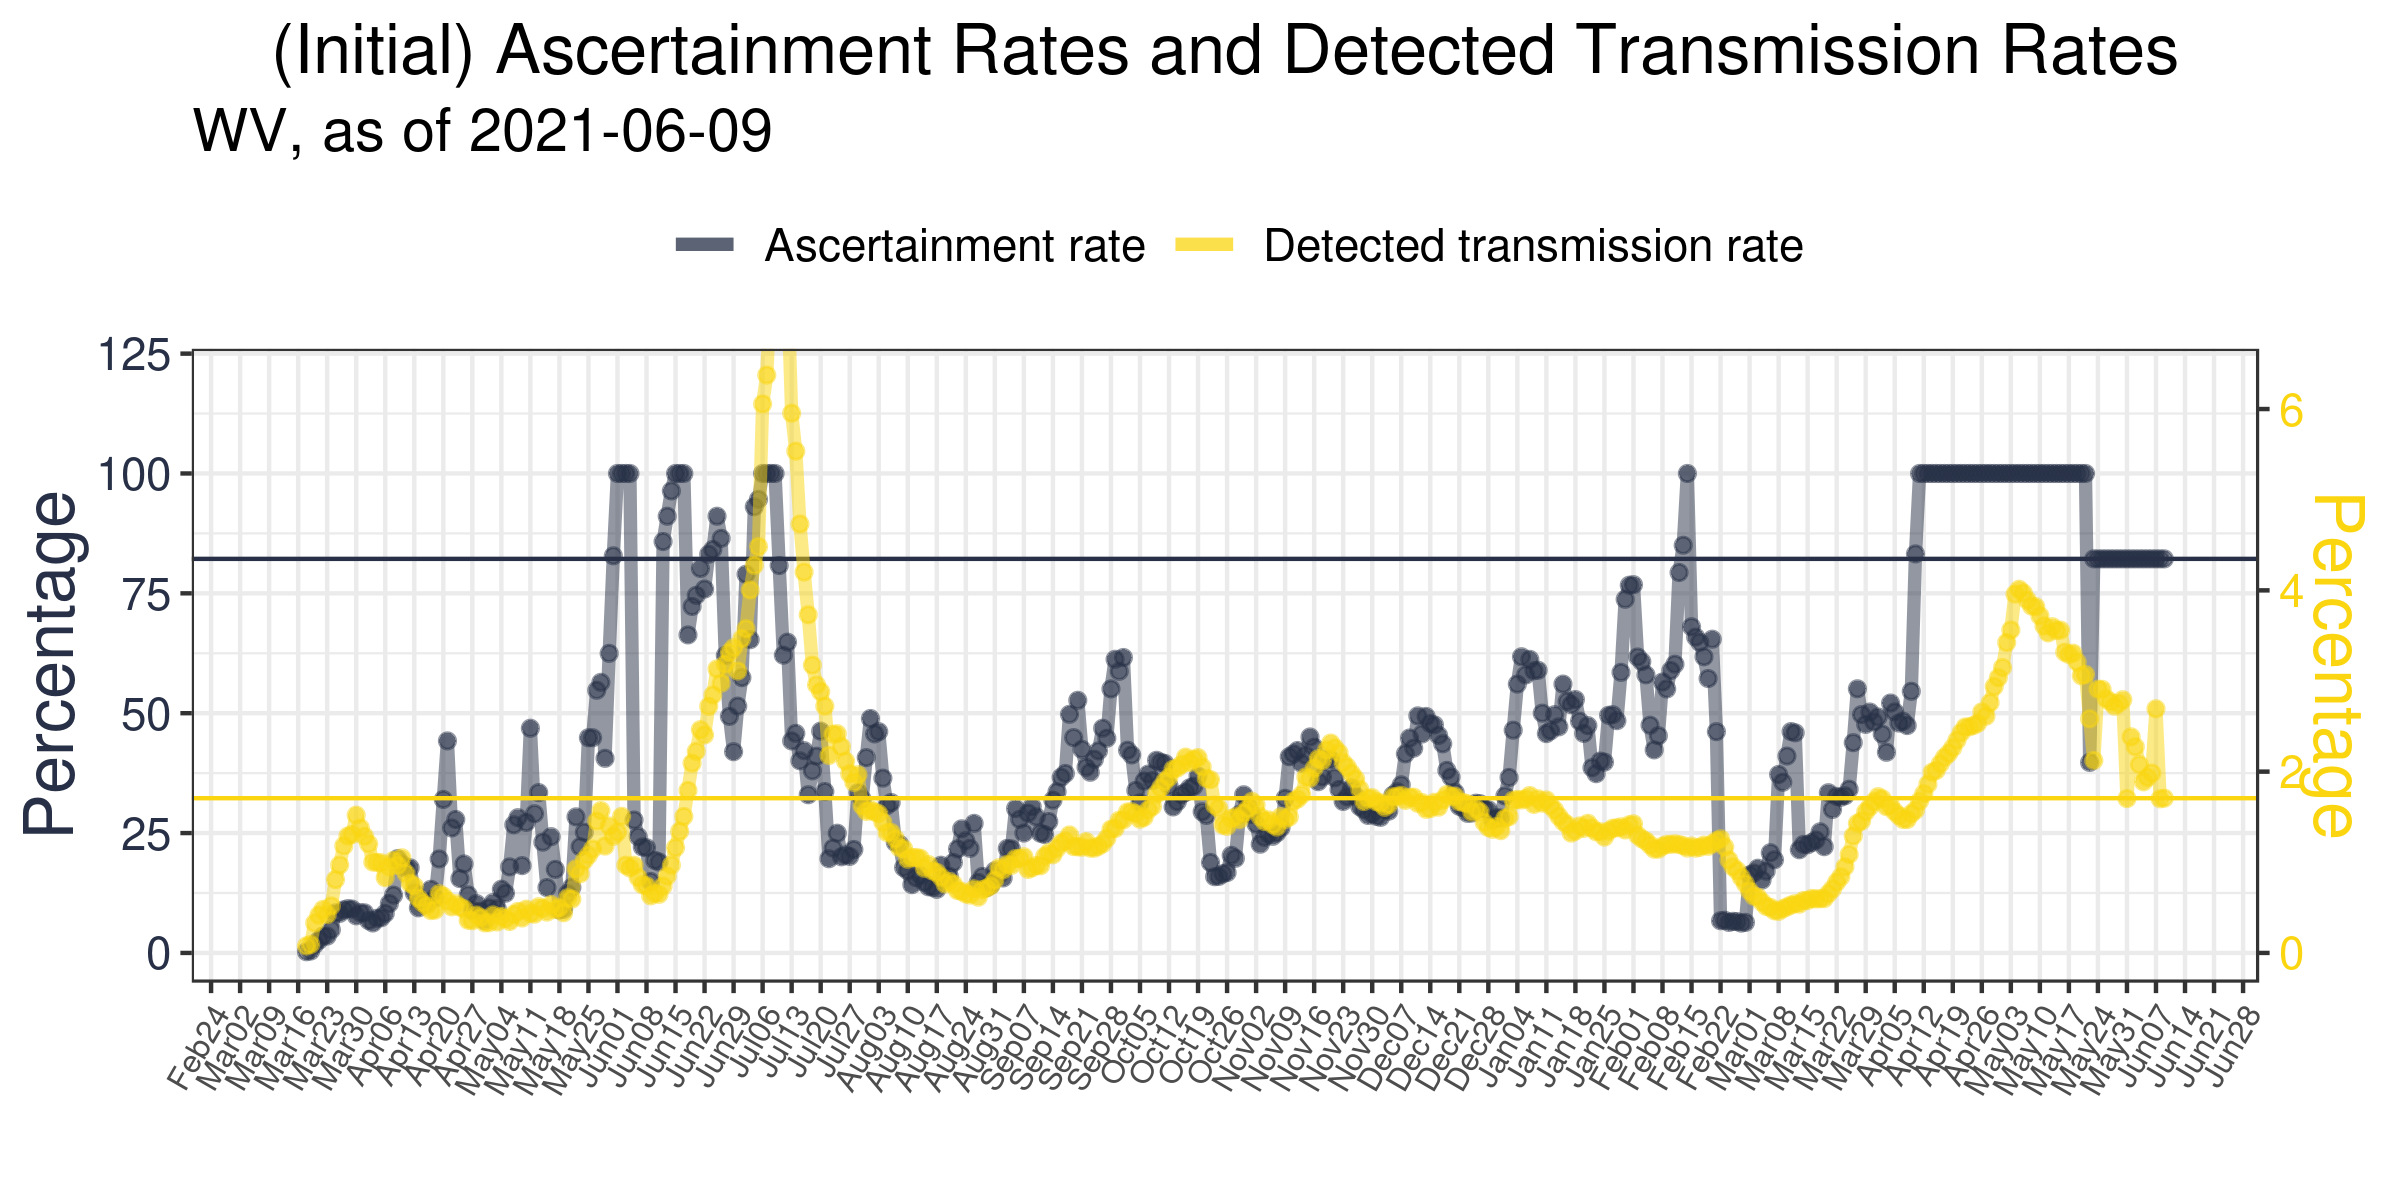 (Initial) Ascertainment Rates and Detected Transmission Rates
WV, as of 2021-06-09
Ascertainment rate
Detected transmission rate
125
100
75
50
25
0
Percentage
6
4
2
0
Percentage
Feb24
Mar02
Mar09
Mar16
Mar23
Mar30
Apr06
Apr13
Apr20
Apr27
May04
May11
May18
May25
Jun01
Jun08
Jun15
Jun22
Jun29
Jul06
Jul13
Jul20
Jul27
Aug03
Aug10
Aug17
Aug24
Aug31
Sep07
Sep14
Sep21
Sep28
Oct05
Oct12
Oct19
Oct26
Nov02
Nov09
Nov16
Nov23
Nov30
Dec07
Dec14
Dec21
Dec28
Jan04
Jan11
Jan18
Jan25
Feb01
Feb08
Feb15
Feb22
Mar01
Mar08
Mar15
Mar22
Mar29
Apr05
Apr12
Apr19
Apr26
May03
May10
May17
May24
May31
Jun07
Jun14
Jun21
Jun28